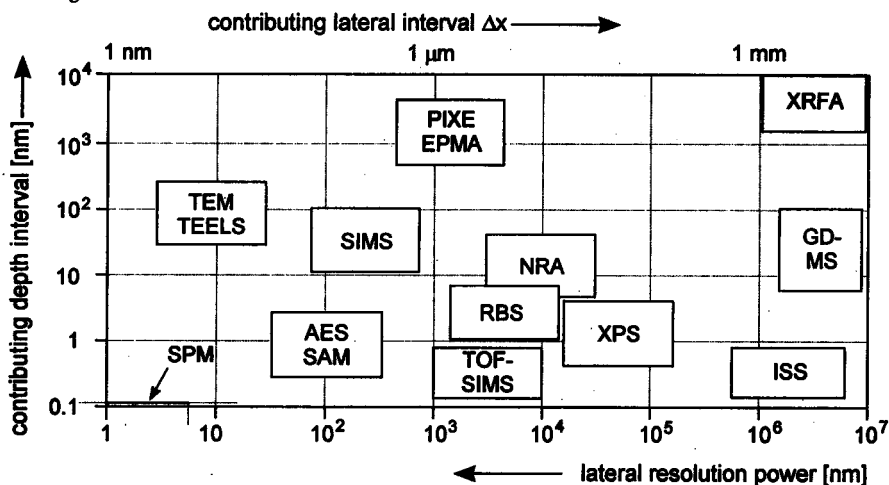 contributing lateral interval Δx
1 nm 1 μm 1 mm
contributing depth interval [nm]
10⁴
10³
10²
10
1
0.1
XRFA
PIXE
EPMA
TEM
TEELS
SIMS
GD-
MS
NRA
RBS
AES
SAM
XPS
SPM
TOF-
SIMS
ISS
1 10 10² 10³ 10⁴ 10⁵ 10⁶ 10⁷
lateral resolution power [nm]